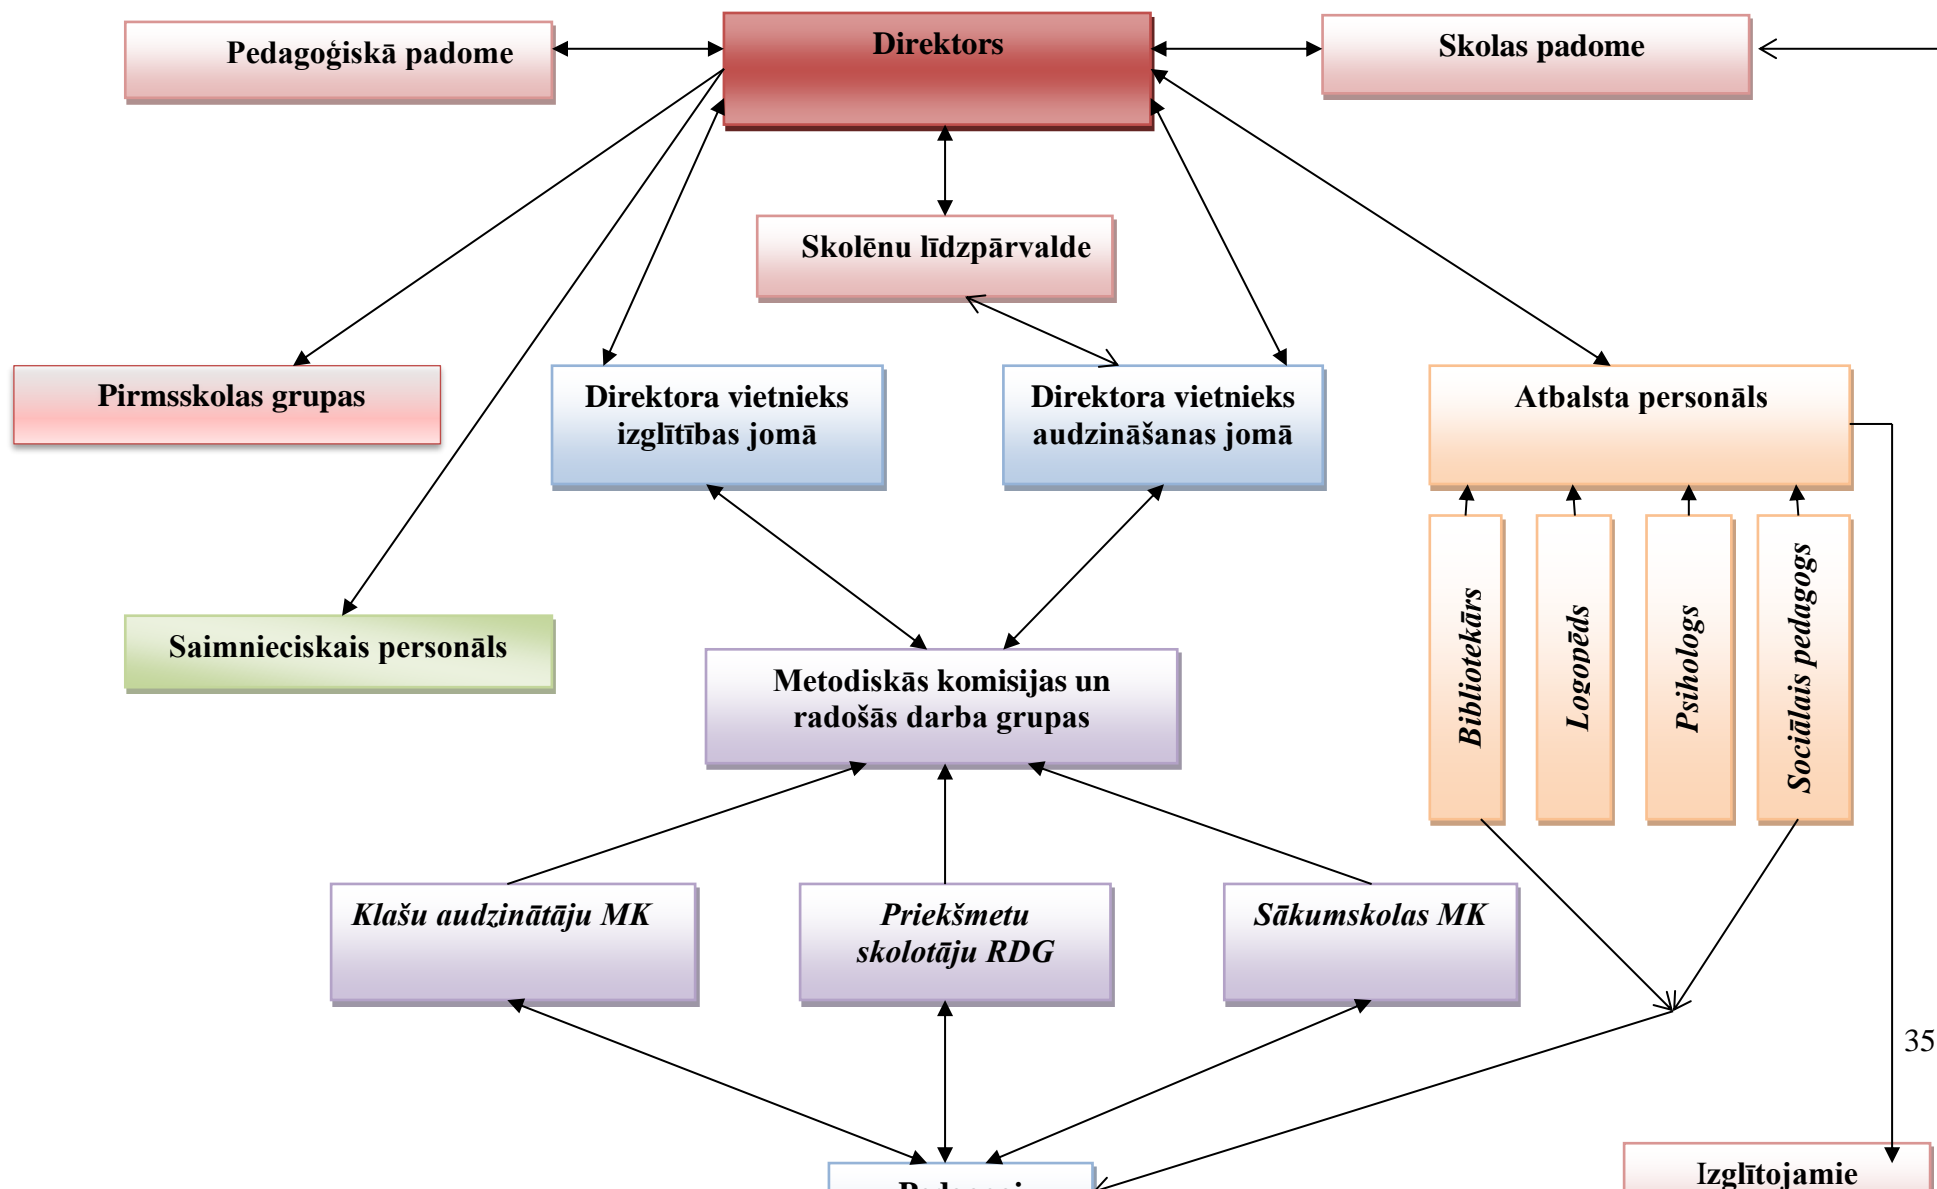 Pedagoģiskā padome
Direktors
Skolas padome
Skolēnu līdzpārvalde
Pirmsskolas grupas
Direktora vietnieks
izglītības jomā
Direktora vietnieks
audzināšanas jomā
Atbalsta personāls
Bibliotekārs
Logopēds
Psihologs
Sociālais pedagogs
Saimnieciskais personāls
Metodiskās komisijas un
radošās darba grupas
Klašu audzinātāju MK
Priekšmetu
skolotāju RDG
Sākumskolas MK
35
Izglītojamie